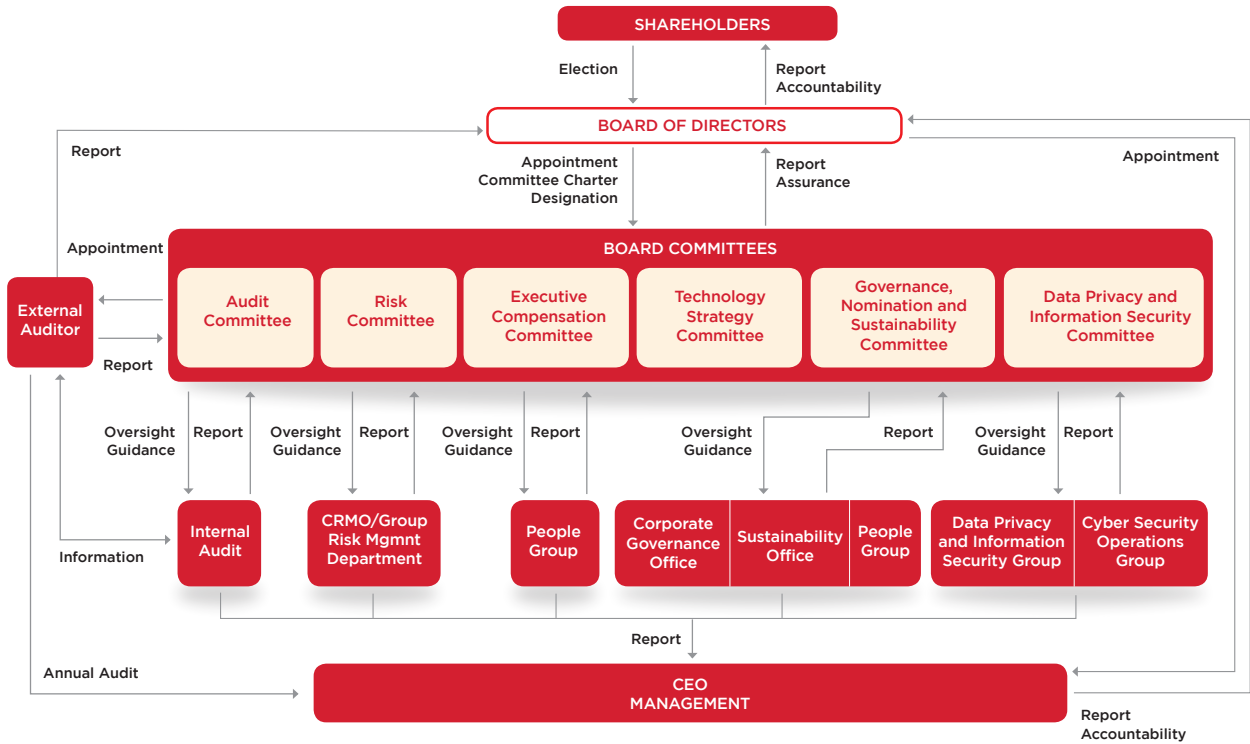 SHAREHOLDERS
Election
Report
Accountability
BOARD OF DIRECTORS
Report
Appointment
Committee Charter
Designation
Report
Assurance
Appointment
Appointment
BOARD COMMITTEES
External
Auditor
Audit
Committee
Risk
Committee
Executive
Compensation
Committee
Technology
Strategy
Committee
Governance,
Nomination and
Sustainability
Committee
Data Privacy and
Information Security
Committee
Report
Oversight
Guidance
Report
Oversight
Guidance
Report
Oversight
Guidance
Report
Oversight
Guidance
Report
Oversight
Guidance
Report
Information
Internal
Audit
CRMO/Group
Risk Mgmnt
Department
People
Group
Corporate
Governance
Office
Sustainability
Office
People
Group
Data Privacy
and Information
Security Group
Cyber Security
Operations
Group
Report
Annual Audit
CEO
MANAGEMENT
Report
Accountability